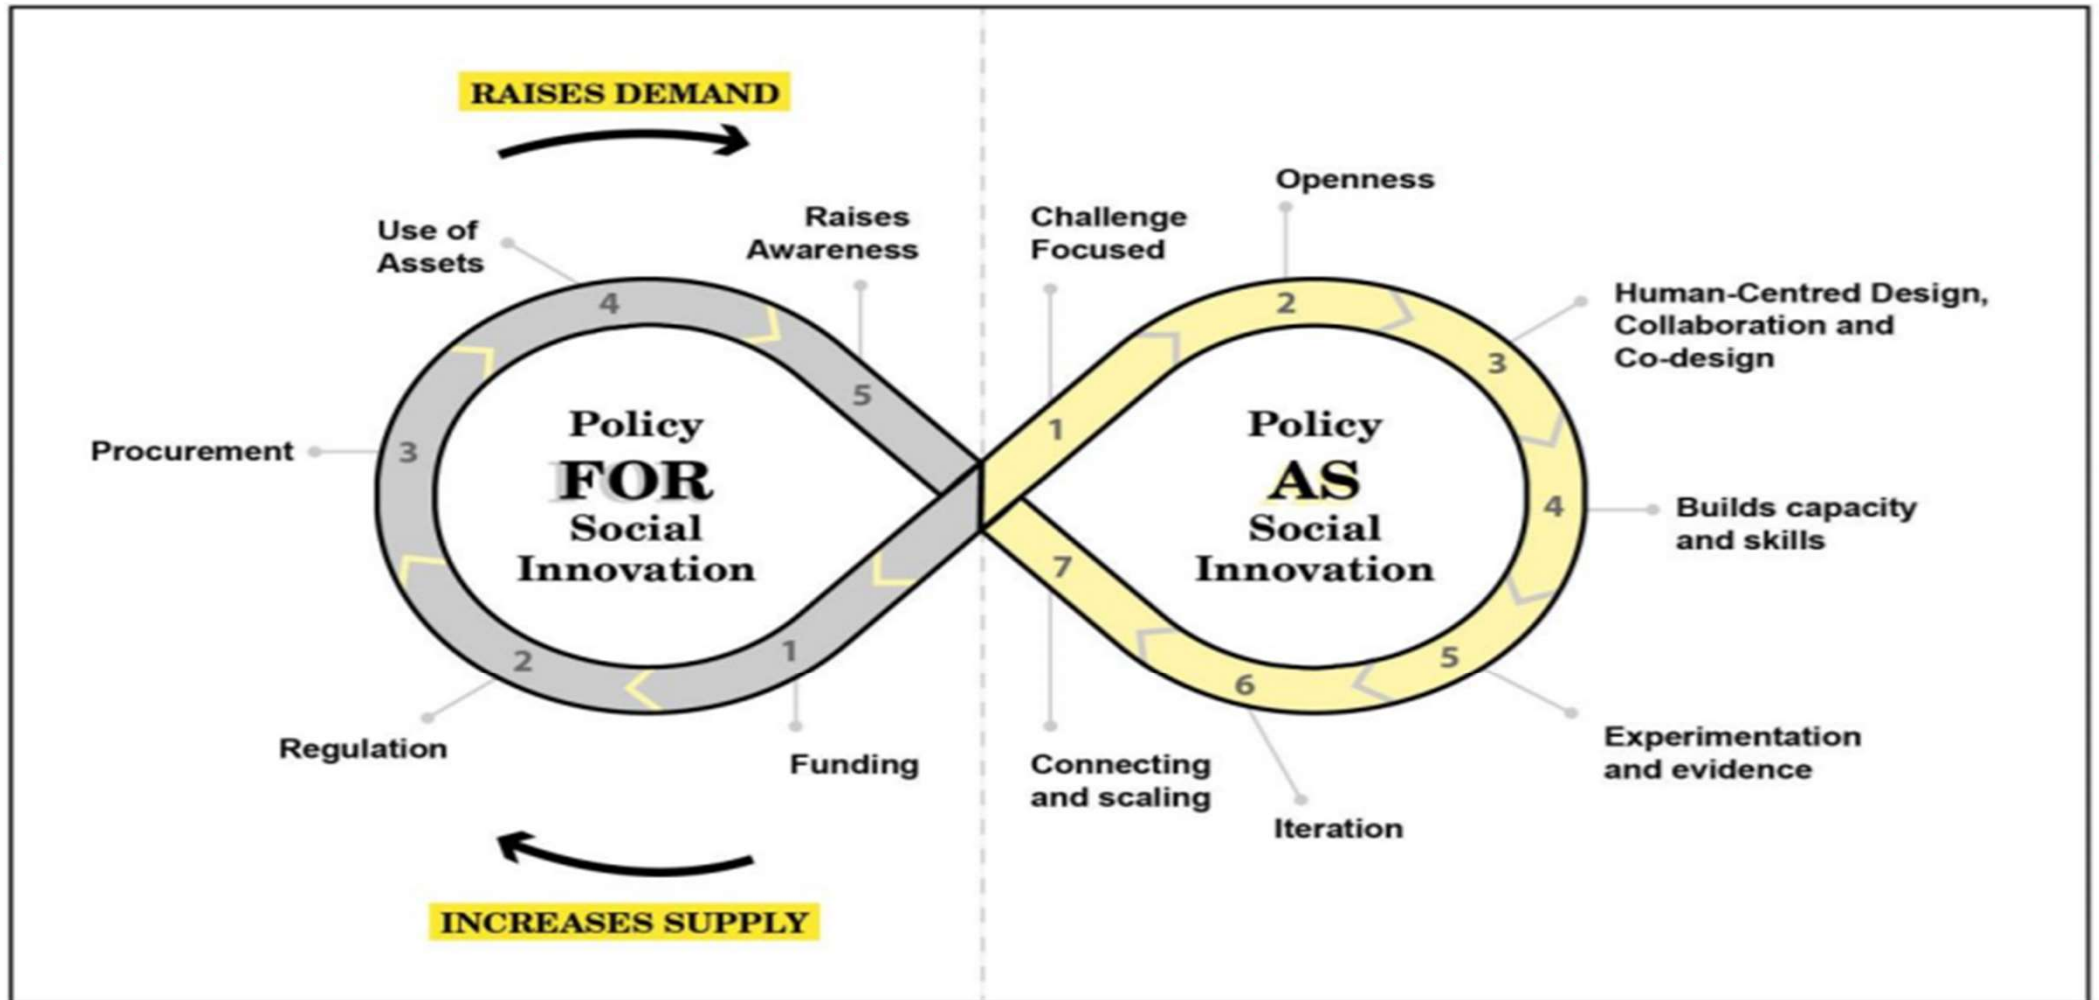 RAISES DEMAND
Use of
Assets
Raises
Awareness
4
5
Procurement
3
Policy
FOR
Social
Innovation
2
1
Regulation
Funding
INCREASES SUPPLY
Challenge
Focused
Openness
Human-Centred Design,
Collaboration and
Co-design
1
2
3
Policy
AS
Social
Innovation
4
Builds capacity
and skills
7
6
5
Experimentation
and evidence
Connecting
and scaling
Iteration